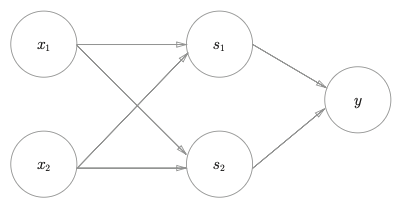 x₁ s₁
y
x₂ s₂